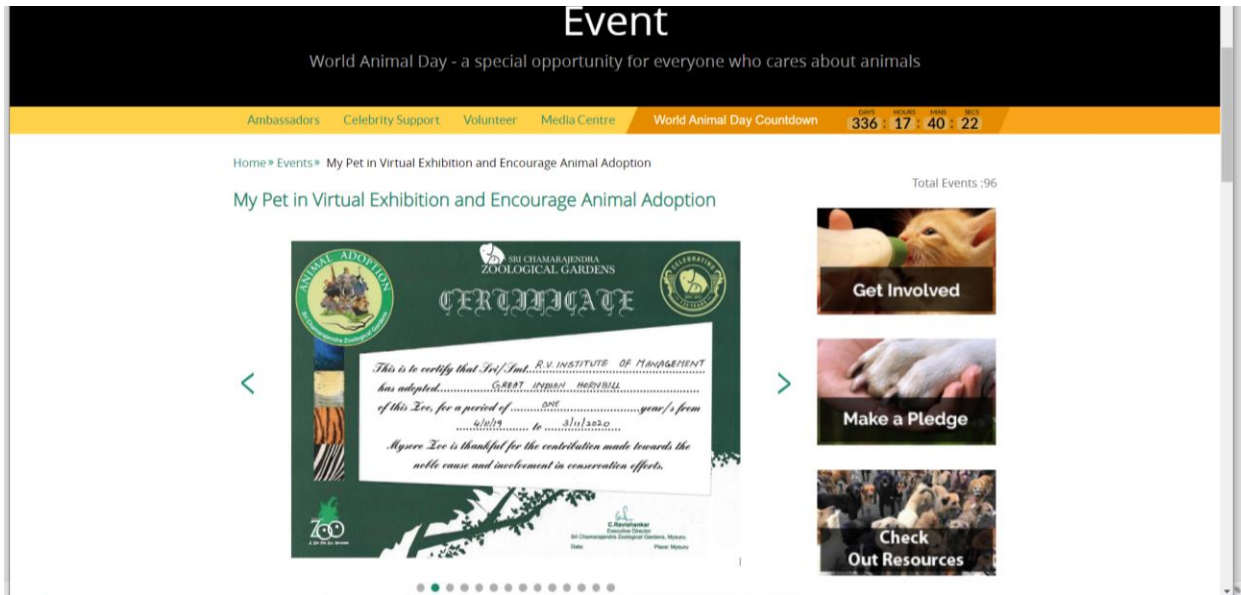 Event
World Animal Day - a special opportunity for everyone who cares about animals
Ambassadors Celebrity Support Volunteer Media Centre World Animal Day Countdown
DAYS HOURS MINS SECS
336 : 17 : 40 : 22
Home » Events » My Pet in Virtual Exhibition and Encourage Animal Adoption
Total Events :96
My Pet in Virtual Exhibition and Encourage Animal Adoption
ANIMAL ADOPTION
Sri Chamarajendra Zoological Gardens
SRI CHAMARAJENDRA
ZOOLOGICAL GARDENS
CELEBRATING
CERTIFICATE
This is to certify that Sri/Smt. R.V. INSTITUTE OF MANAGEMENT
has adopted GREAT INDIAN HORNBILL
of this Zoo, for a period of ONE year/s from
4/11/19 to 3/11/2020
Mysore Zoo is thankful for the contribution made towards the
noble cause and involvement in conservation efforts.
ZOO
C.Ravishankar
Executive Director
Sri Chamarajendra Zoological Gardens, Mysuru.
Date: Place: Mysuru
Get Involved
Make a Pledge
Check
Out Resources